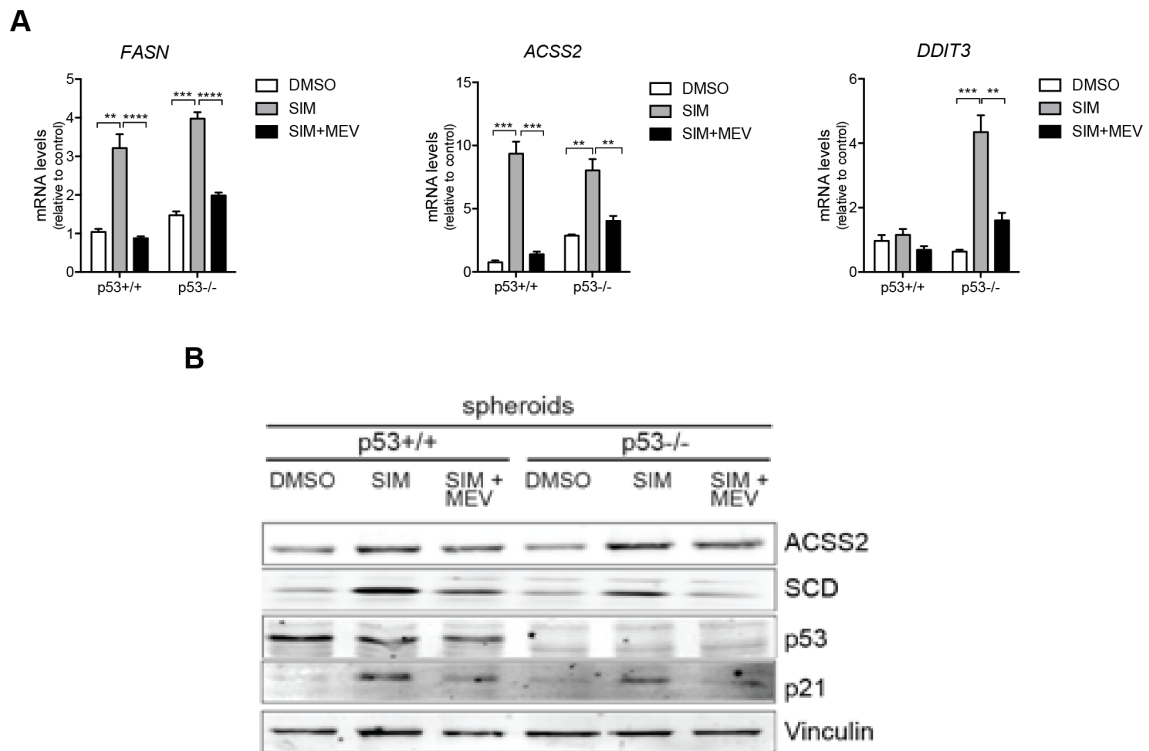 A
FASN
ACSS2
DDIT3
mRNA levels
(relative to control)
5
4
3
2
1
0
** ****
*** ****
p53+/+ p53-/-
DMSO
SIM
SIM+MEV
mRNA levels
(relative to control)
15
10
5
0
*** ***
** **
p53+/+ p53-/-
DMSO
SIM
SIM+MEV
mRNA levels
(relative to control)
6
4
2
0
*** **
p53+/+ p53-/-
DMSO
SIM
SIM+MEV
B
spheroids
p53+/+ p53-/-
DMSO SIM SIM + MEV DMSO SIM SIM + MEV
ACSS2
SCD
p53
p21
Vinculin